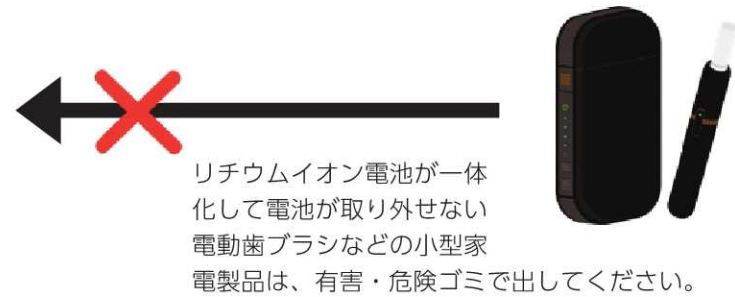 リチウムイオン電池が一体
化して電池が取り外せない
電動歯ブラシなどの小型家
電製品は、有害・危険ゴミで出してください。